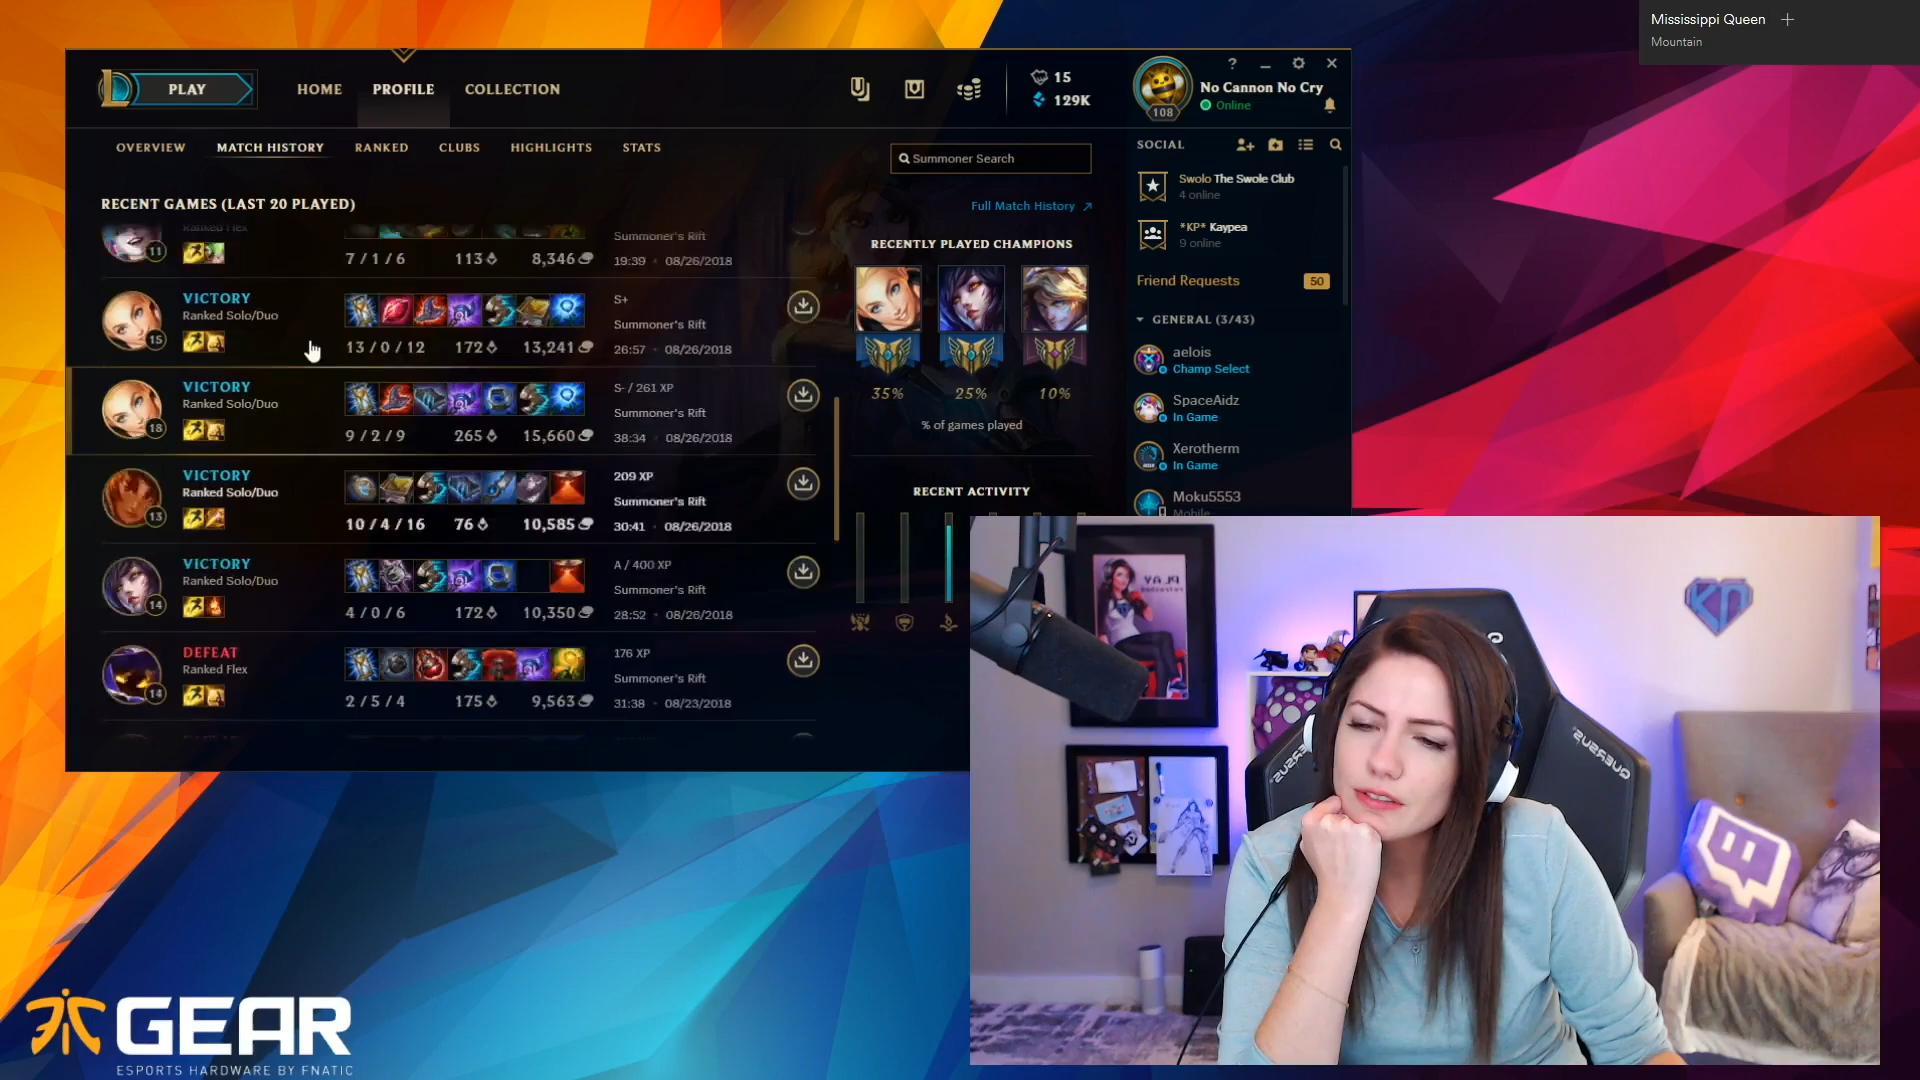 Mississippi Queen
Mountain
PLAY
HOME
PROFILE
COLLECTION
15
129K
108
No Cannon No Cry
Online
OVERVIEW
MATCH HISTORY
RANKED
CLUBS
HIGHLIGHTS
STATS
Summoner Search
SOCIAL
Swolo The Swole Club
4 online
*KP* Kaypea
9 online
Friend Requests
50
GENERAL (3/43)
aelois
Champ Select
SpaceAidz
In Game
Xerotherm
In Game
Moku5553
Mobile
RECENT GAMES (LAST 20 PLAYED)
Full Match History
11
Ranked Flex
7 / 1 / 6
113
8,346
Summoner's Rift
19:39 · 08/26/2018
15
VICTORY
Ranked Solo/Duo
13 / 0 / 12
172
13,241
S+
Summoner's Rift
26:57 · 08/26/2018
18
VICTORY
Ranked Solo/Duo
9 / 2 / 9
265
15,660
S- / 261 XP
Summoner's Rift
38:34 · 08/26/2018
13
VICTORY
Ranked Solo/Duo
10 / 4 / 16
76
10,585
209 XP
Summoner's Rift
30:41 · 08/26/2018
14
VICTORY
Ranked Solo/Duo
4 / 0 / 6
172
10,350
A / 400 XP
Summoner's Rift
28:52 · 08/26/2018
14
DEFEAT
Ranked Flex
2 / 5 / 4
175
9,563
176 XP
Summoner's Rift
31:38 · 08/23/2018
RECENTLY PLAYED CHAMPIONS
35%
25%
10%
% of games played
RECENT ACTIVITY
PLAY
KP
QUERSUS
QUERSUS
GEAR
ESPORTS HARDWARE BY FNATIC